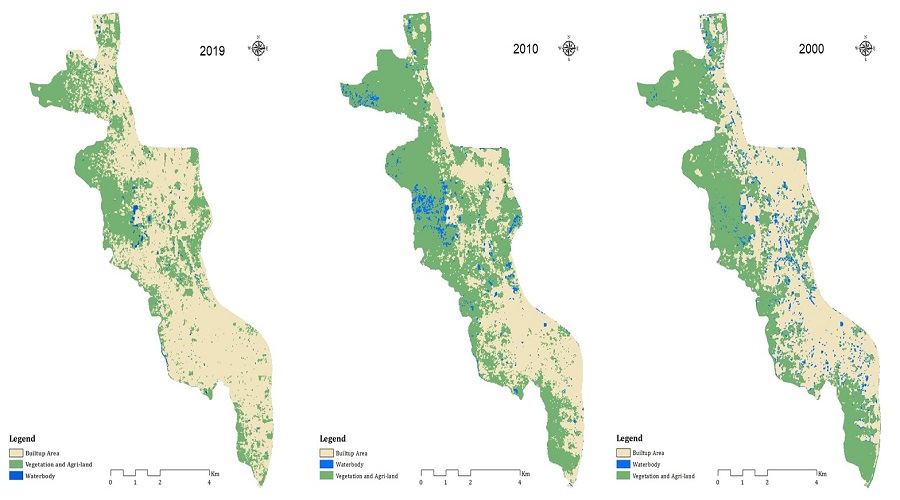 2019
N
W E
S
Legend
Builtup Area
Vegetation and Agri-land
Waterbody
0 1 2 4 Km
2010
N
W E
S
Legend
Builtup Area
Waterbody
Vegetation and Agri-land
0 1 2 4 Km
2000
N
W E
S
Legend
Builtup Area
Waterbody
Vegetation and Agri-land
0 1 2 4 Km